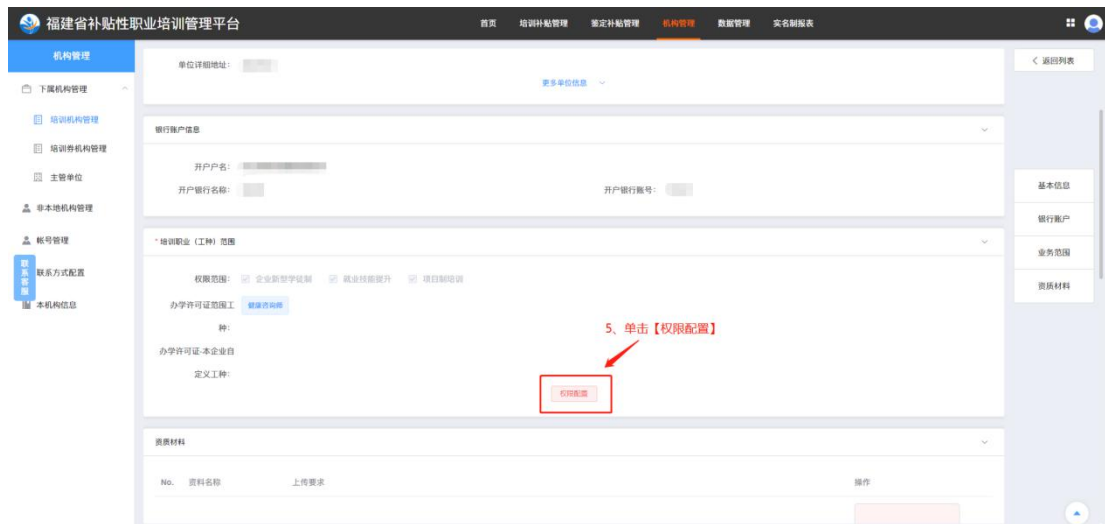 福建省补贴性职业培训管理平台
首页 培训补贴管理 鉴定补贴管理 机构管理 数据管理 实名制报表
机构管理
下属机构管理
培训机构管理
培训券机构管理
主管单位
非本地机构管理
帐号管理
联系方式配置
本机构信息
联系客服
单位详细地址：
更多单位信息
银行账户信息
开户户名：
开户银行名称： 开户银行账号：
*培训职业（工种）范围
权限范围： 企业新型学徒制 就业技能提升 项目制培训
办学许可证范围工 健康咨询师
种：
办学许可证-本企业自
定义工种：
5、单击【权限配置】
权限配置
资质材料
No. 资料名称 上传要求 操作
< 返回列表
基本信息
银行账户
业务范围
资质材料